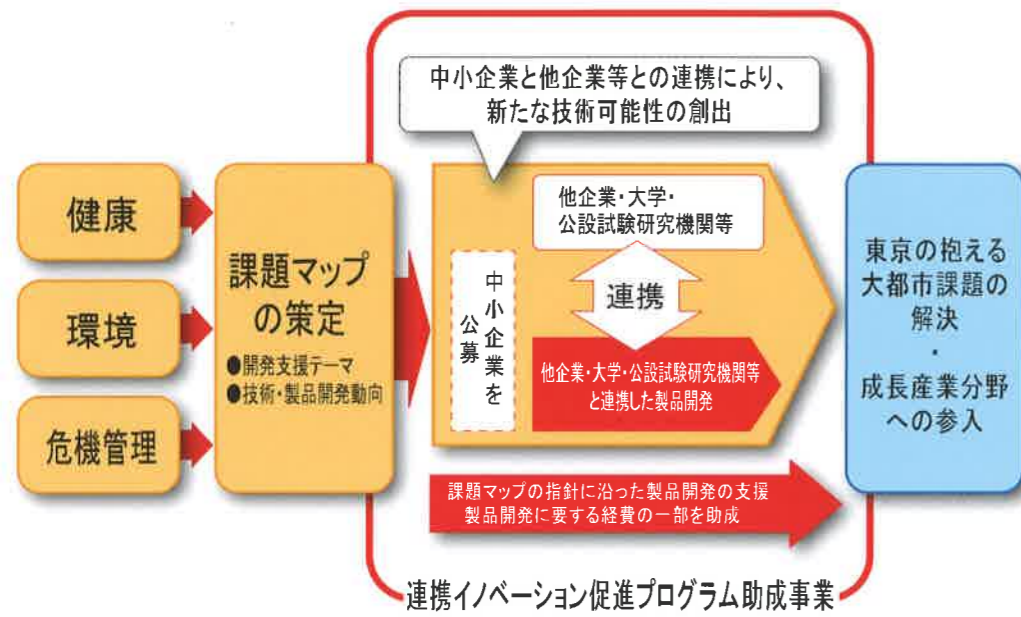 中小企業と他企業等との連携により、
新たな技術可能性の創出
健康
環境
危機管理
課題マップ
の策定
●開発支援テーマ
●技術・製品開発動向
中小企業を
公募
他企業・大学・
公設試験研究機関等
連携
他企業・大学・公設試験研究機関等
と連携した製品開発
東京の抱える
大都市課題の
解決
・
成長産業分野
への参入
課題マップの指針に沿った製品開発の支援
製品開発に要する経費の一部を助成
連携イノベーション促進プログラム助成事業